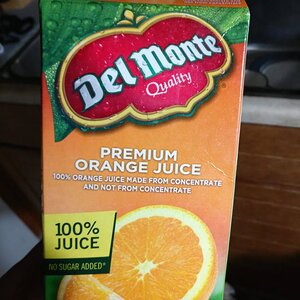 Del Monte
Quality
PREMIUM
ORANGE JUICE
100% ORANGE JUICE MADE FROM CONCENTRATE
AND NOT FROM CONCENTRATE
100%
JUICE
NO SUGAR ADDED*